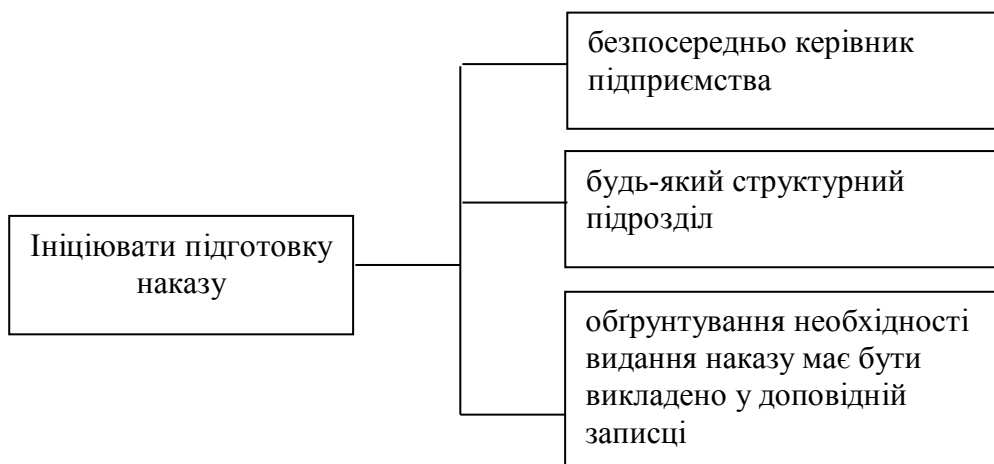 безпосередньо керівник
підприємства
будь-який структурний
підрозділ
Ініціювати підготовку
наказу
обґрунтування необхідності
видання наказу має бути
викладено у доповідній
записці